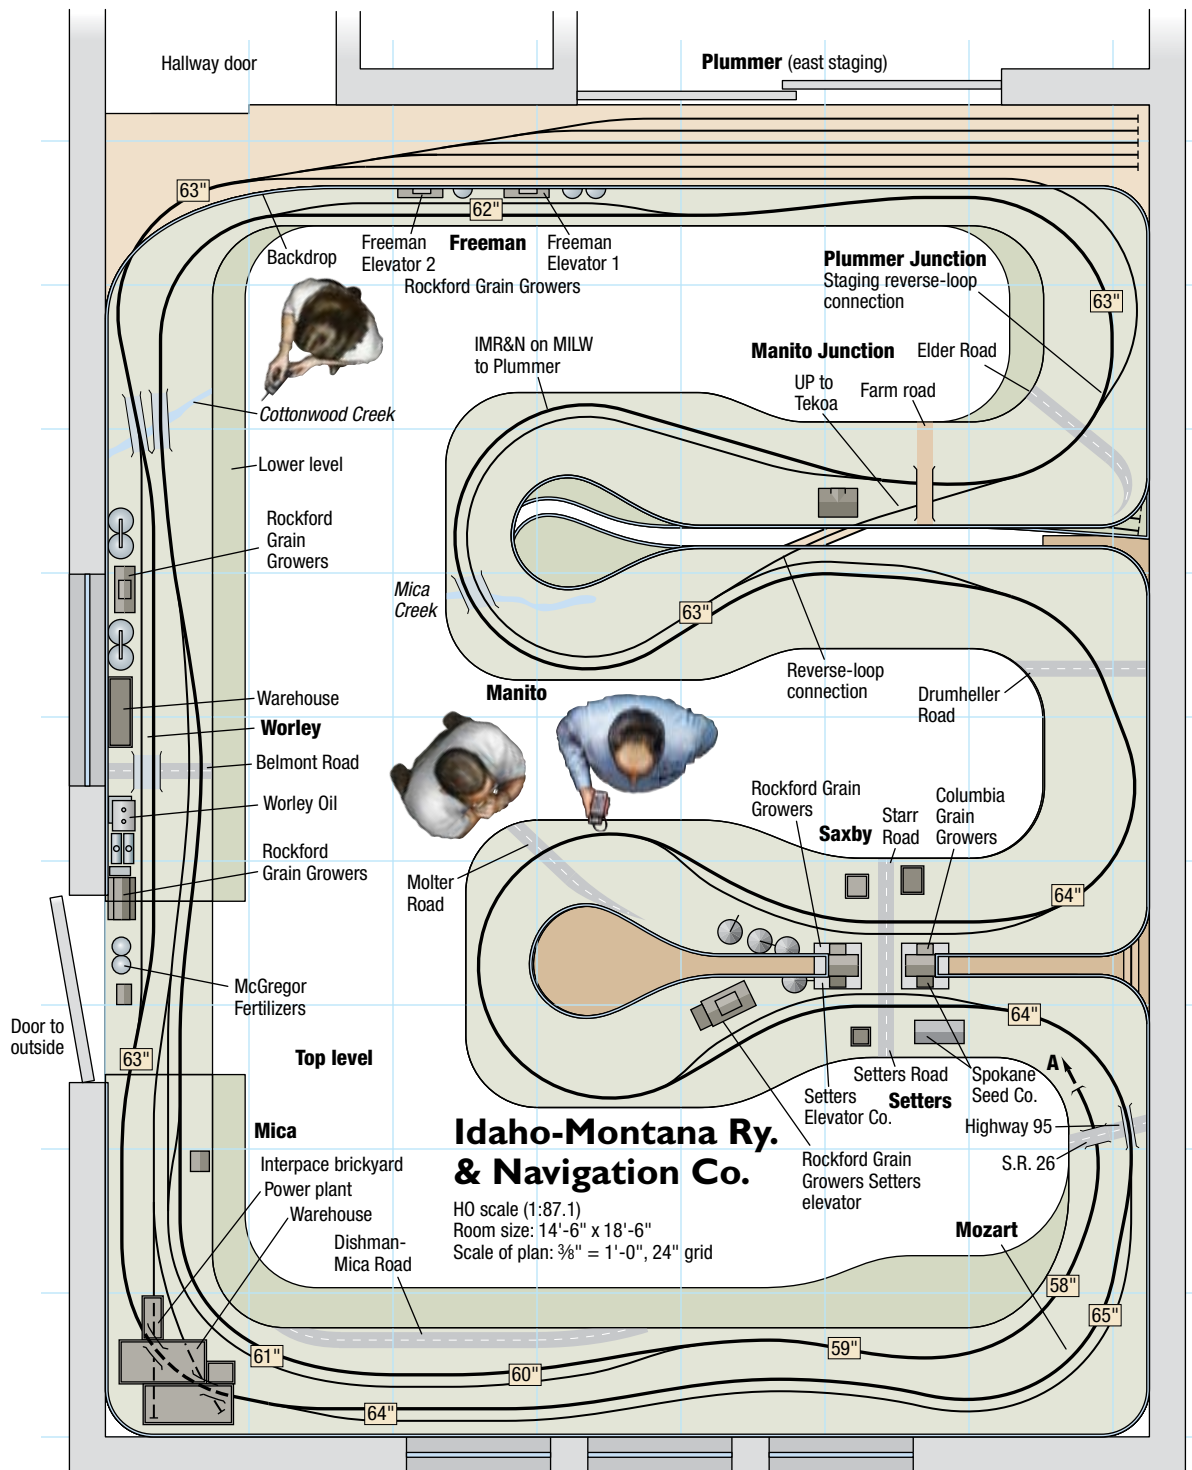 Hallway door
Plummer (east staging)
63"
62"
Backdrop
Freeman
Elevator 2
Freeman
Freeman
Elevator 1
Rockford Grain Growers
Plummer Junction
Staging reverse-loop
connection
63"
IMR&N on MILW
to Plummer
Manito Junction
Elder Road
UP to
Tekoa
Farm road
Cottonwood Creek
Lower level
Rockford
Grain
Growers
Mica
Creek
63"
Reverse-loop
connection
Drumheller
Road
Manito
Warehouse
Worley
Belmont Road
Worley Oil
Rockford
Grain Growers
Rockford Grain
Growers
Saxby
Starr
Road
Columbia
Grain
Growers
Molter
Road
64"
McGregor
Fertilizers
Door to
outside
63"
Top level
64"
A
Setters Road
Setters
Spokane
Seed Co.
Setters
Elevator Co.
Highway 95
S.R. 26
Rockford Grain
Growers Setters
elevator
Mica
Interpace brickyard
Power plant
Warehouse
Dishman-
Mica Road
Idaho-Montana Ry.
& Navigation Co.
HO scale (1:87.1)
Room size: 14'-6" x 18'-6"
Scale of plan: ⅜" = 1'-0", 24" grid
Mozart
58"
65"
61"
60"
59"
64"